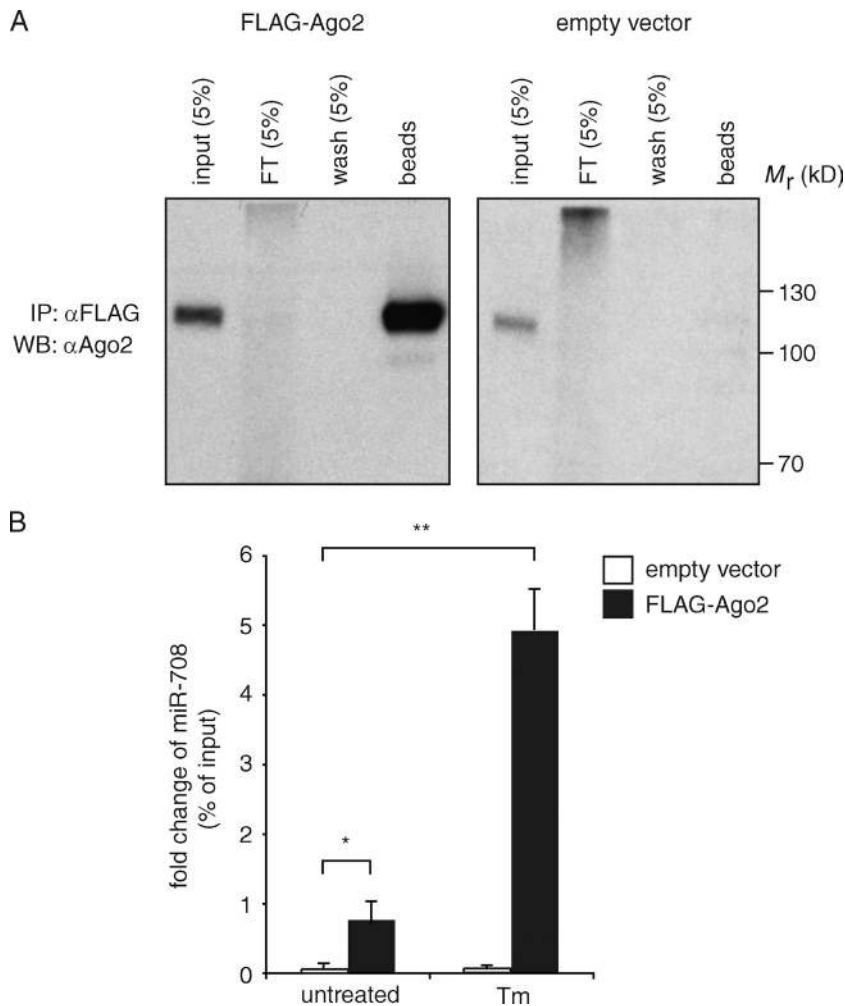 A
FLAG-Ago2
empty vector
input (5%)
FT (5%)
wash (5%)
beads
input (5%)
FT (5%)
wash (5%)
beads
Mr (kD)
IP: αFLAG
WB: αAgo2
130
100
70
B
**
empty vector
FLAG-Ago2
fold change of miR-708
(% of input)
6
5
4
3
2
1
0
*
untreated
Tm